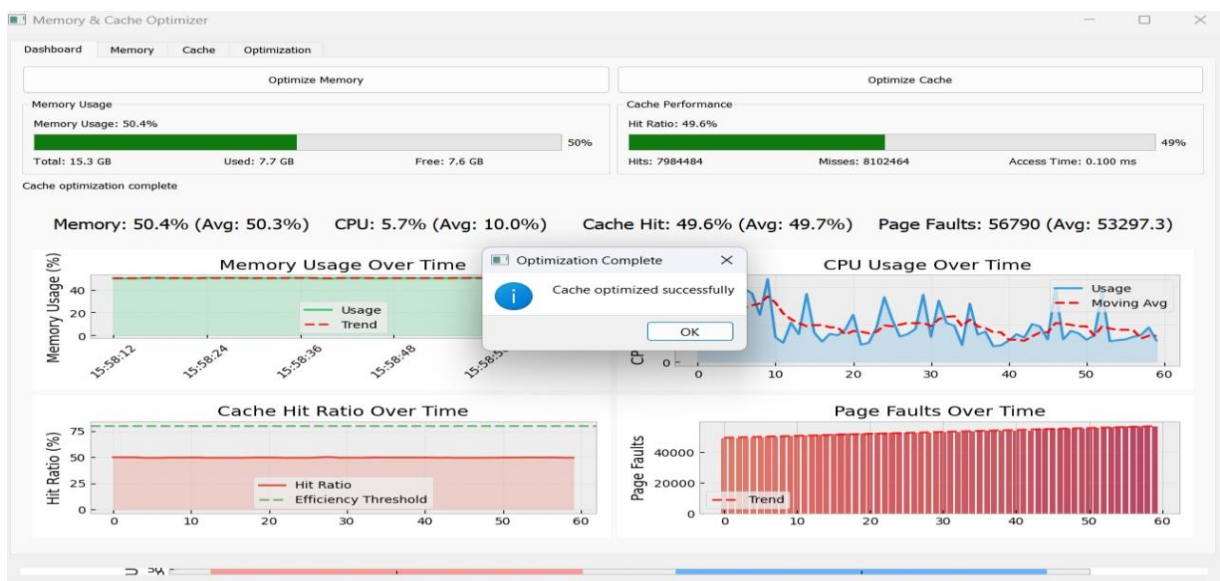 Memory & Cache Optimizer
Dashboard Memory Cache Optimization
Optimize Memory Optimize Cache
Memory Usage Cache Performance
Memory Usage: 50.4% Hit Ratio: 49.6%
50% 49%
Total: 15.3 GB Used: 7.7 GB Free: 7.6 GB Hits: 7984484 Misses: 8102464 Access Time: 0.100 ms
Cache optimization complete
Memory: 50.4% (Avg: 50.3%) CPU: 5.7% (Avg: 10.0%) Cache Hit: 49.6% (Avg: 49.7%) Page Faults: 56790 (Avg: 53297.3)
Optimization Complete
Cache optimized successfully
OK
Memory Usage Over Time
Memory Usage (%)
40
20
0
Usage
Trend
15:58:12 15:58:24 15:58:36 15:58:48
CPU Usage Over Time
Usage
Moving Avg
0
0 10 20 30 40 50 60
Cache Hit Ratio Over Time
Hit Ratio (%)
75
50
25
0
Hit Ratio
Efficiency Threshold
0 10 20 30 40 50 60
Page Faults Over Time
Page Faults
40000
20000
0
Trend
0 10 20 30 40 50 60